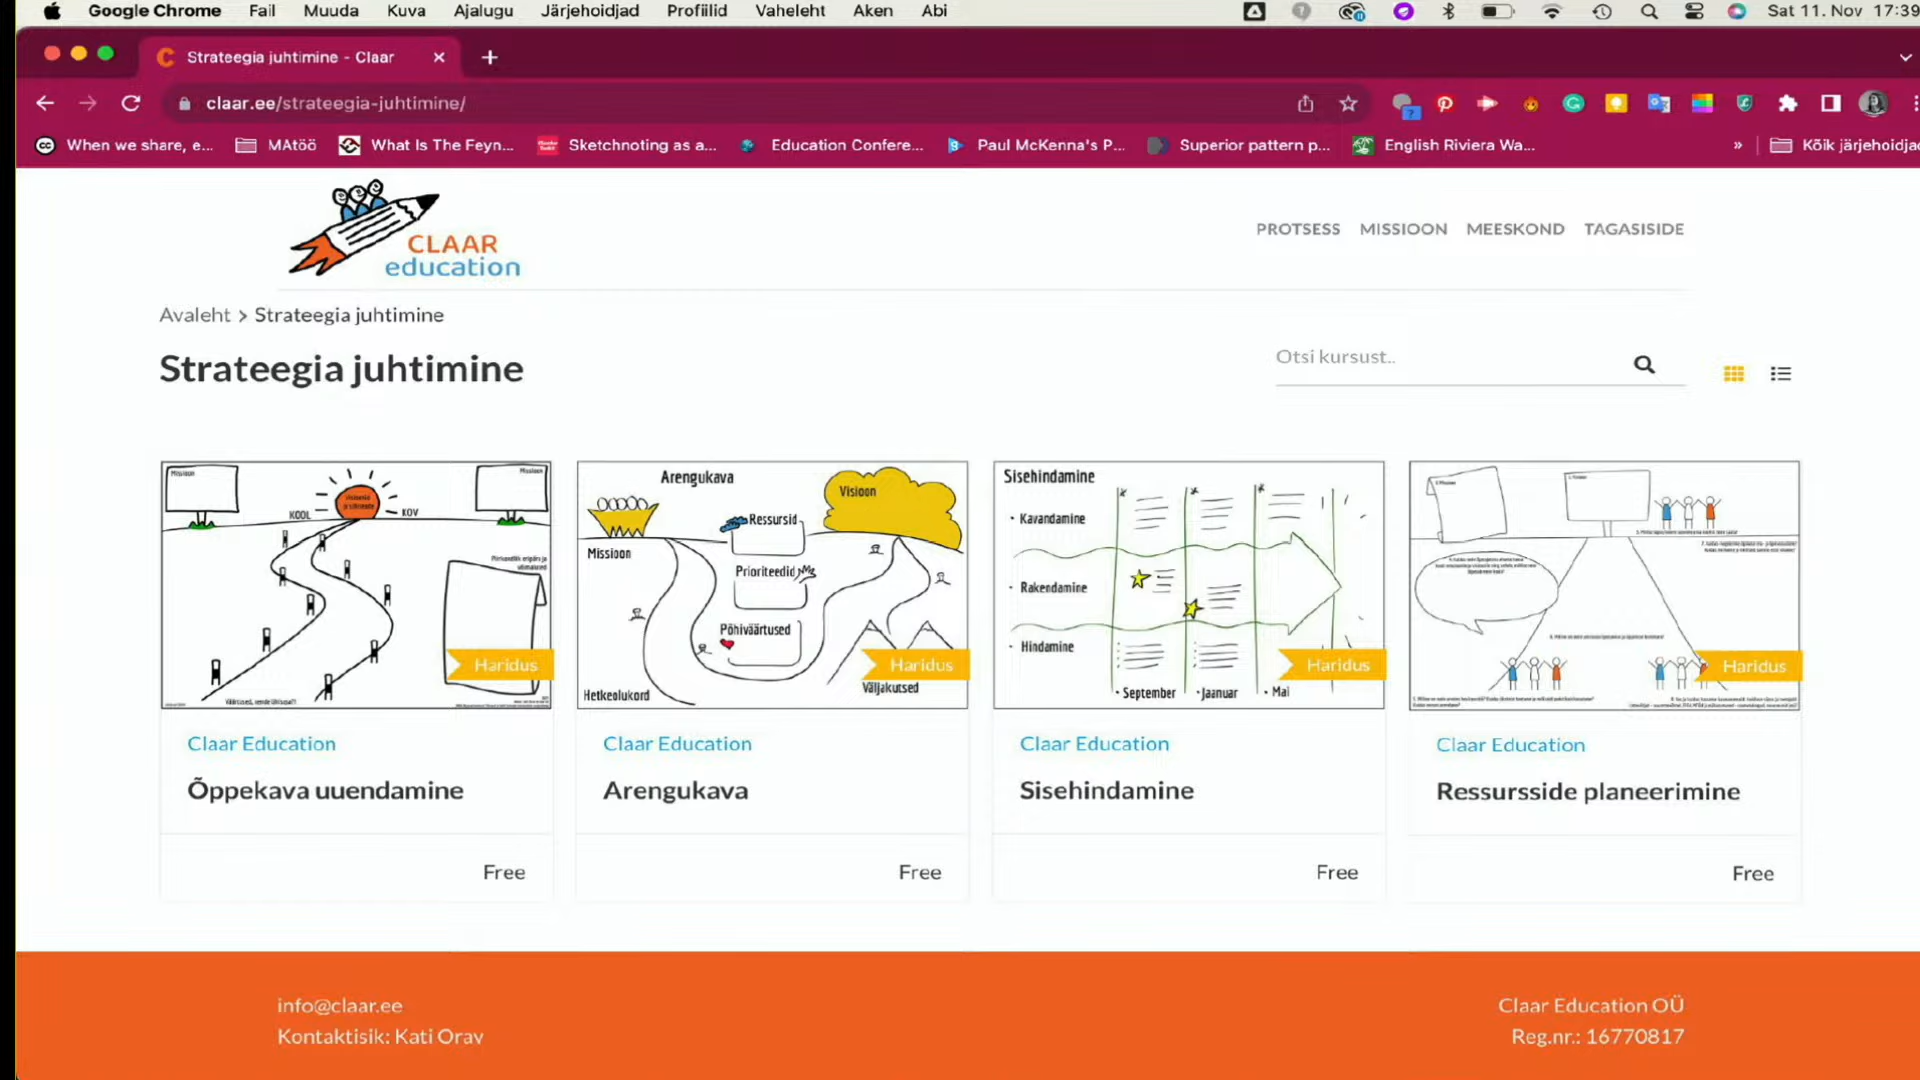 Google Chrome Fail Muuda Kuva Ajalugu Järjehoidjad Profiilid Vaheleht Aken Abi Sat 11. Nov 17:39
Strateegia juhtimine - Claar
claar.ee/strateegia-juhtimine/
When we share, e... MAtöö What Is The Feyn... Sketchnoting as a... Education Confere... Paul McKenna's P... Superior pattern p... English Riviera Wa... » Kõik järjehoidjad
CLAAR
education
PROTSESS MISSIOON MEESKOND TAGASISIDE
Avaleht > Strateegia juhtimine
Strateegia juhtimine
Otsi kursust..
Missioon
Missioon
KOOL
KOV
Haridus
Arengukava
Visioon
Ressursid
Missioon
Prioriteedid
Põhiväärtused
Hetkeolukord
Väljakutsed
Haridus
Sisehindamine
· Kavandamine
· Rakendamine
· Hindamine
· September · Jaanuar · Mai
Haridus
Haridus
Claar Education
Õppekava uuendamine
Free
Claar Education
Arengukava
Free
Claar Education
Sisehindamine
Free
Claar Education
Ressursside planeerimine
Free
info@claar.ee
Kontaktisik: Kati Orav
Claar Education OÜ
Reg.nr.: 16770817